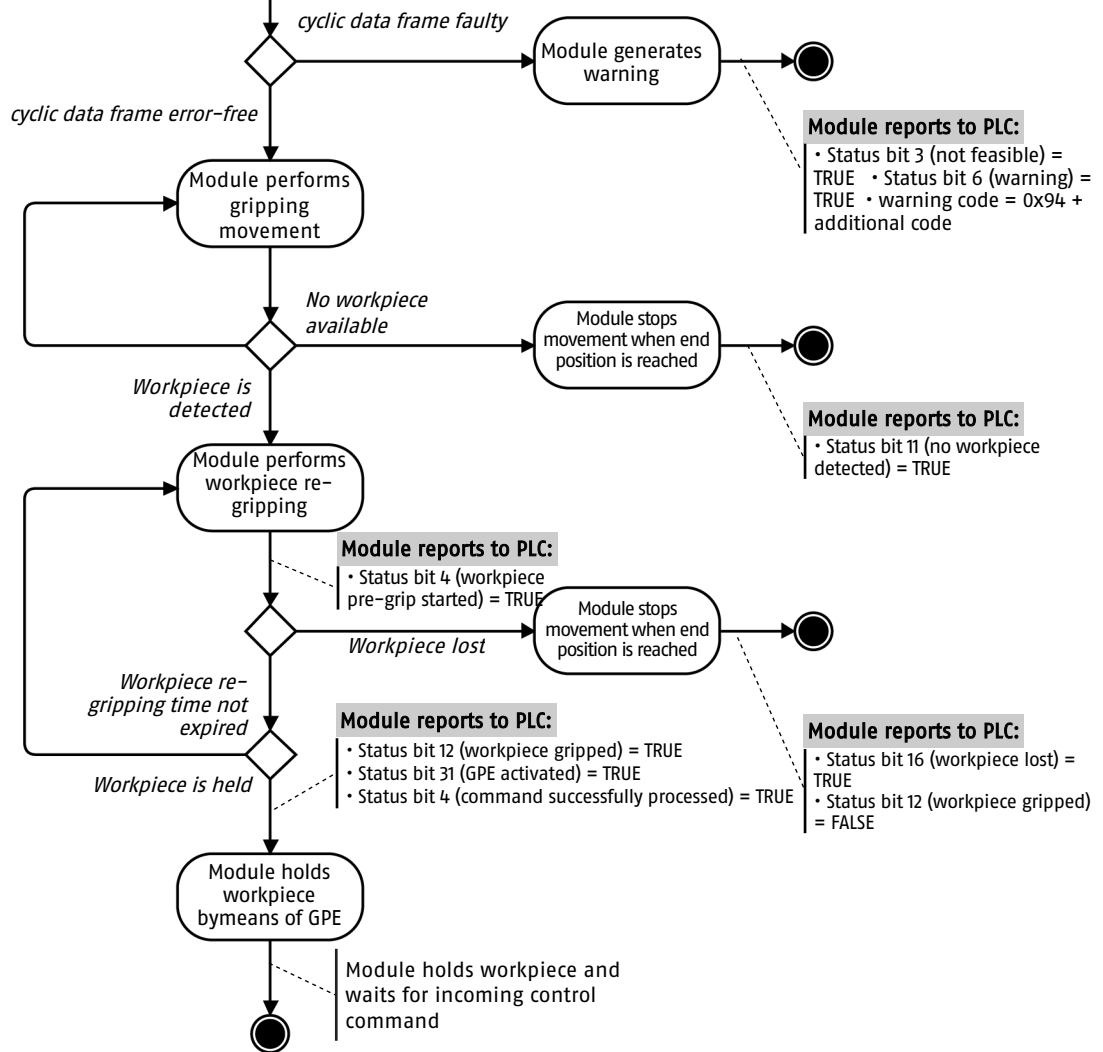 cyclic data frame faulty
Module generates
warning
cyclic data frame error-free
Module reports to PLC:
• Status bit 3 (not feasible) =
TRUE • Status bit 6 (warning) =
TRUE • warning code = 0x94 +
additional code
Module performs
gripping
movement
No workpiece
available
Module stops
movement when end
position is reached
Workpiece is
detected
Module reports to PLC:
• Status bit 11 (no workpiece
detected) = TRUE
Module performs
workpiece re-
gripping
Module reports to PLC:
• Status bit 4 (workpiece
pre-grip started) = TRUE
Module stops
movement when end
position is reached
Workpiece lost
Workpiece re-
gripping time not
expired
Module reports to PLC:
• Status bit 12 (workpiece gripped) = TRUE
• Status bit 31 (GPE activated) = TRUE
• Status bit 4 (command successfully processed) = TRUE
Module reports to PLC:
• Status bit 16 (workpiece lost) =
TRUE
• Status bit 12 (workpiece gripped)
= FALSE
Workpiece is held
Module holds
workpiece
bymeans of GPE
Module holds workpiece and
waits for incoming control
command